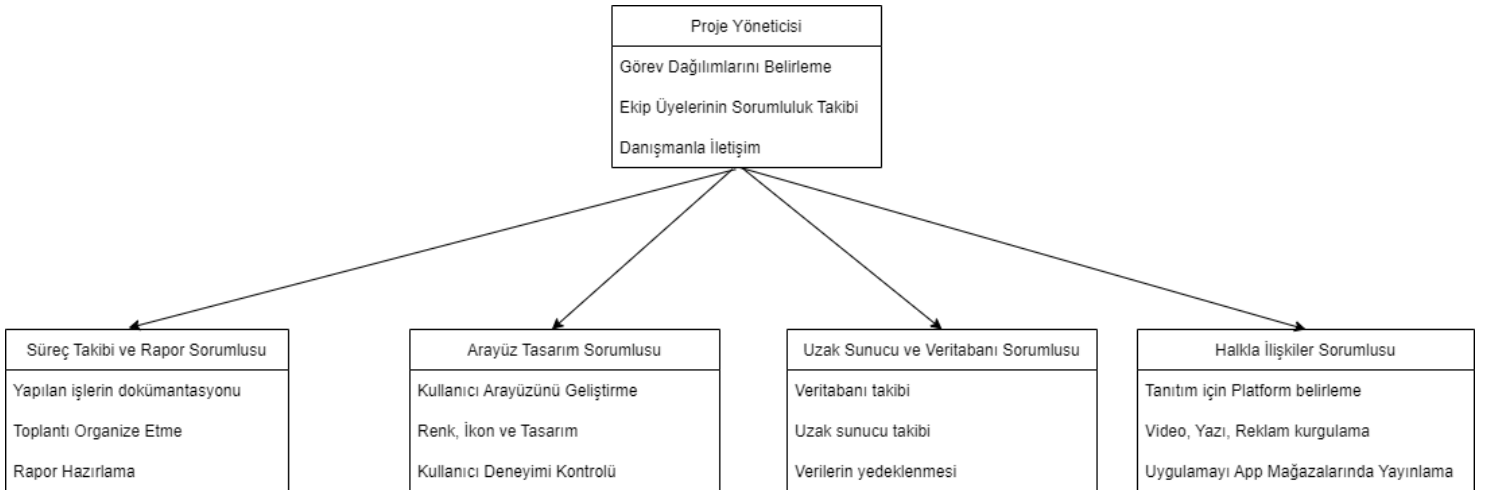 Proje Yöneticisi
Görev Dağılımlarını Belirleme
Ekip Üyelerinin Sorumluluk Takibi
Danışmanla İletişim
Süreç Takibi ve Rapor Sorumlusu
Yapılan işlerin dokümantasyonu
Toplantı Organize Etme
Rapor Hazırlama
Arayüz Tasarım Sorumlusu
Kullanıcı Arayüzünü Geliştirme
Renk, İkon ve Tasarım
Kullanıcı Deneyimi Kontrolü
Uzak Sunucu ve Veritabanı Sorumlusu
Veritabanı takibi
Uzak sunucu takibi
Verilerin yedeklenmesi
Halkla İlişkiler Sorumlusu
Tanıtım için Platform belirleme
Video, Yazı, Reklam kurgulama
Uygulamayı App Mağazalarında Yayınlama